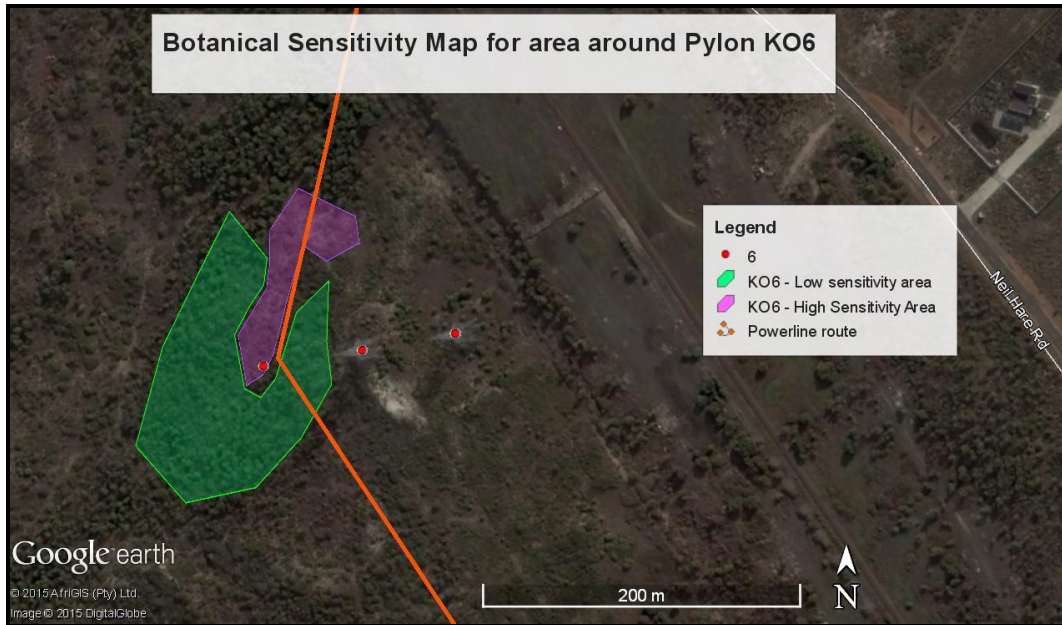 Botanical Sensitivity Map for area around Pylon KO6
Legend
6
KO6 - Low sensitivity area
KO6 - High Sensitivity Area
Powerline route
Neil Hare Rd
Google earth
© 2015 AfriGIS (Pty) Ltd.
Image © 2015 DigitalGlobe
200 m
N